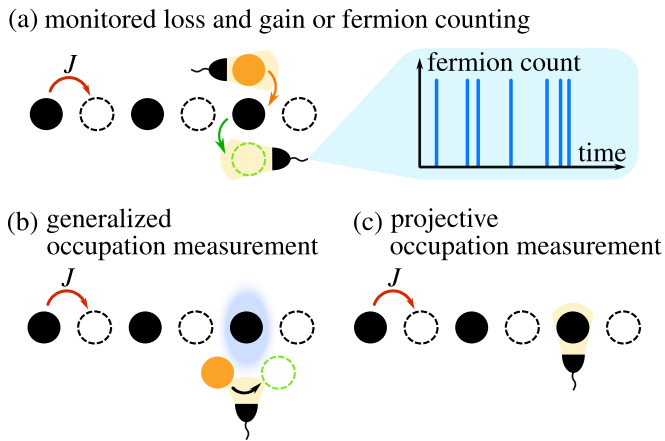 (a) monitored loss and gain or fermion counting
J
fermion count
time
(b) generalized
occupation measurement
J
(c) projective
occupation measurement
J